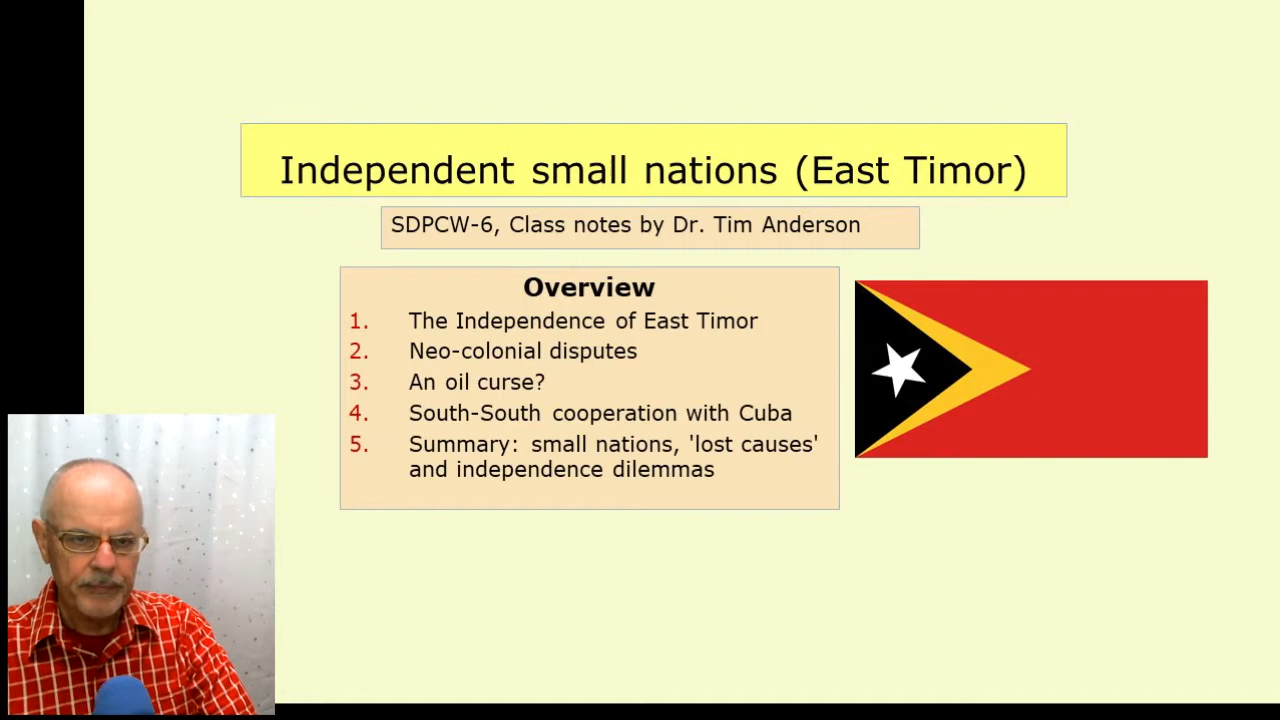 Independent small nations (East Timor)
SDPCW-6, Class notes by Dr. Tim Anderson
Overview
1. The Independence of East Timor
2. Neo-colonial disputes
3. An oil curse?
4. South-South cooperation with Cuba
5. Summary: small nations, 'lost causes'
and independence dilemmas